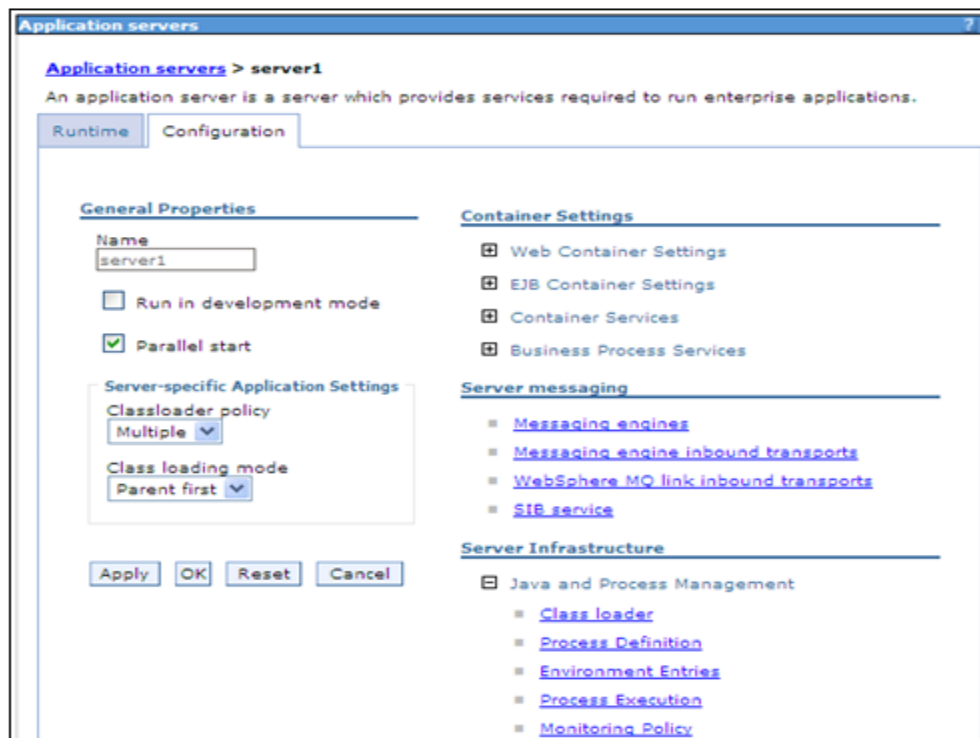 Application servers ?
Application servers > server1
An application server is a server which provides services required to run enterprise applications.
Runtime Configuration
General Properties
Name
server1
Run in development mode
Parallel start
Server-specific Application Settings
Classloader policy
Multiple
Class loading mode
Parent first
Apply OK Reset Cancel
Container Settings
Web Container Settings
EJB Container Settings
Container Services
Business Process Services
Server messaging
Messaging engines
Messaging engine inbound transports
WebSphere MQ link inbound transports
SIB service
Server Infrastructure
Java and Process Management
Class loader
Process Definition
Environment Entries
Process Execution
Monitoring Policy